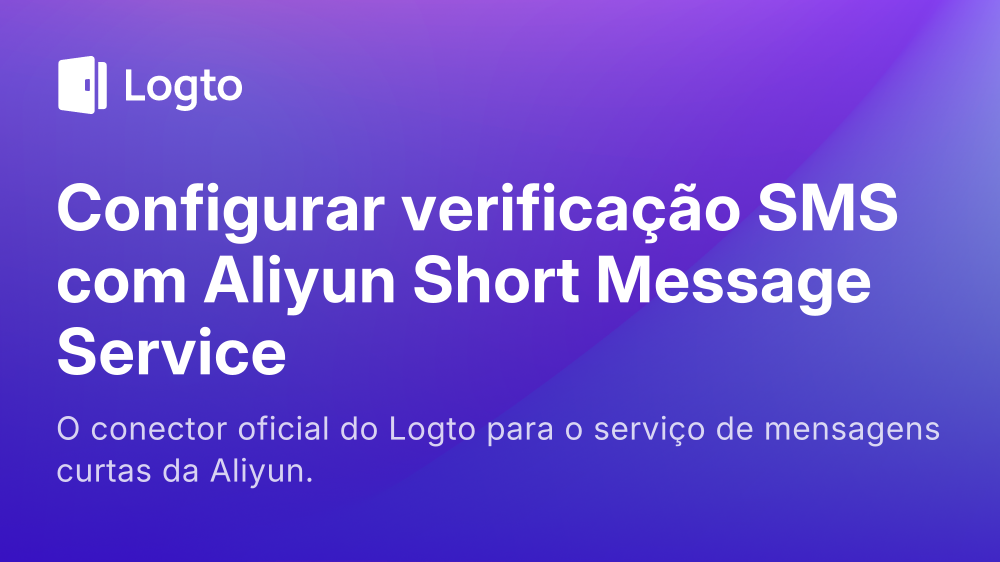 Logto
Configurar verificação SMS
com Aliyun Short Message
Service
O conector oficial do Logto para o serviço de mensagens
curtas da Aliyun.